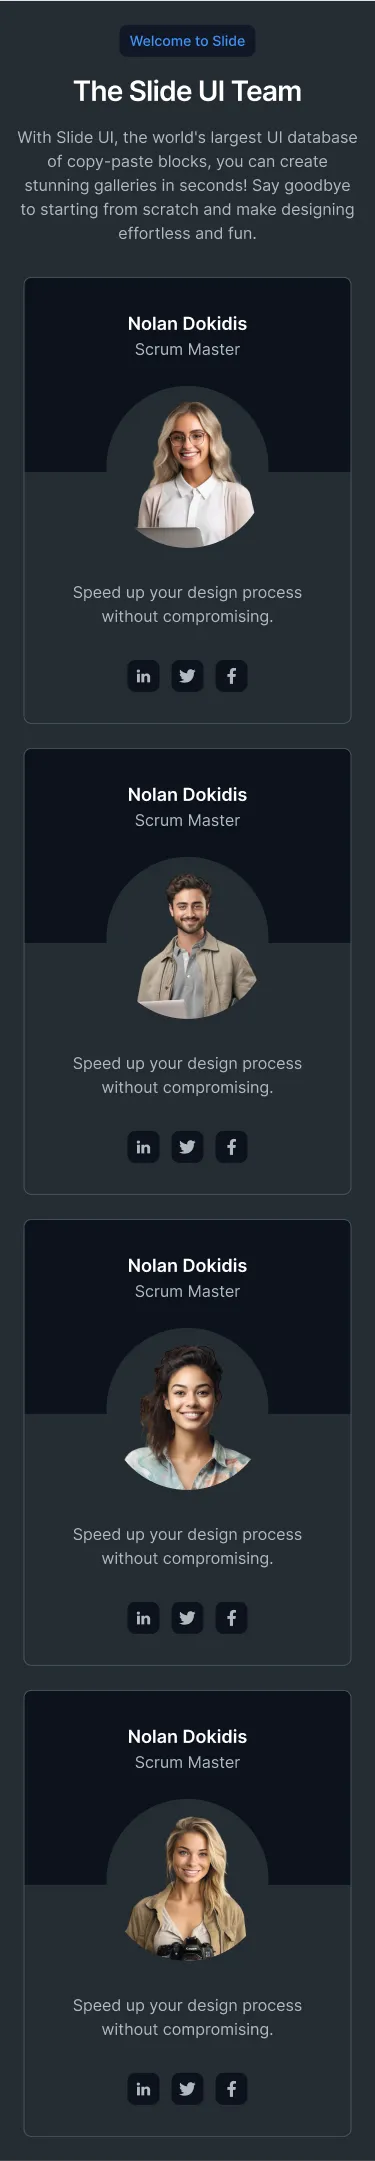 Welcome to Slide
The Slide UI Team
With Slide UI, the world's largest UI database
of copy-paste blocks, you can create
stunning galleries in seconds! Say goodbye
to starting from scratch and make designing
effortless and fun.
Nolan Dokidis
Scrum Master
Speed up your design process
without compromising.
in
f
Nolan Dokidis
Scrum Master
Speed up your design process
without compromising.
in
f
Nolan Dokidis
Scrum Master
Speed up your design process
without compromising.
in
f
Nolan Dokidis
Scrum Master
Speed up your design process
without compromising.
in
f